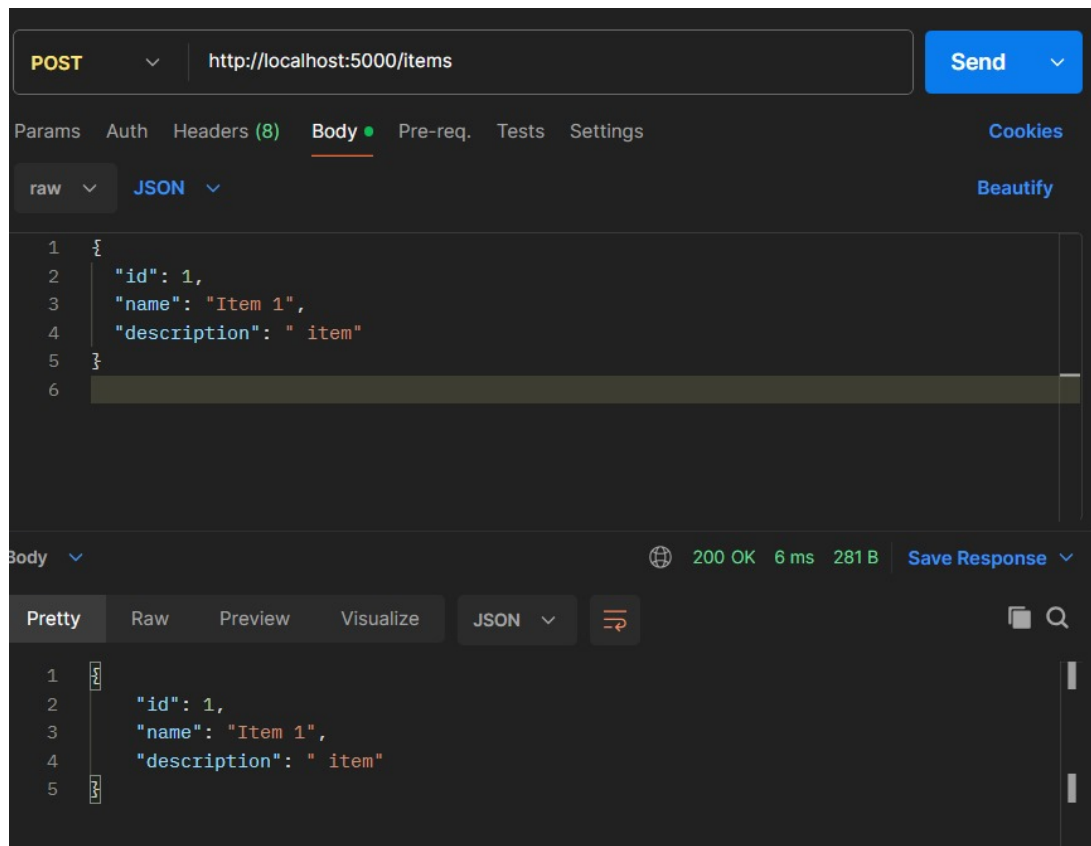 POST http://localhost:5000/items Send
Params Auth Headers (8) Body Pre-req. Tests Settings Cookies
raw JSON Beautify
1 {
2 "id": 1,
3 "name": "Item 1",
4 "description": " item"
5 }
6
Body 200 OK 6 ms 281 B Save Response
Pretty Raw Preview Visualize JSON
1 {
2 "id": 1,
3 "name": "Item 1",
4 "description": " item"
5 }